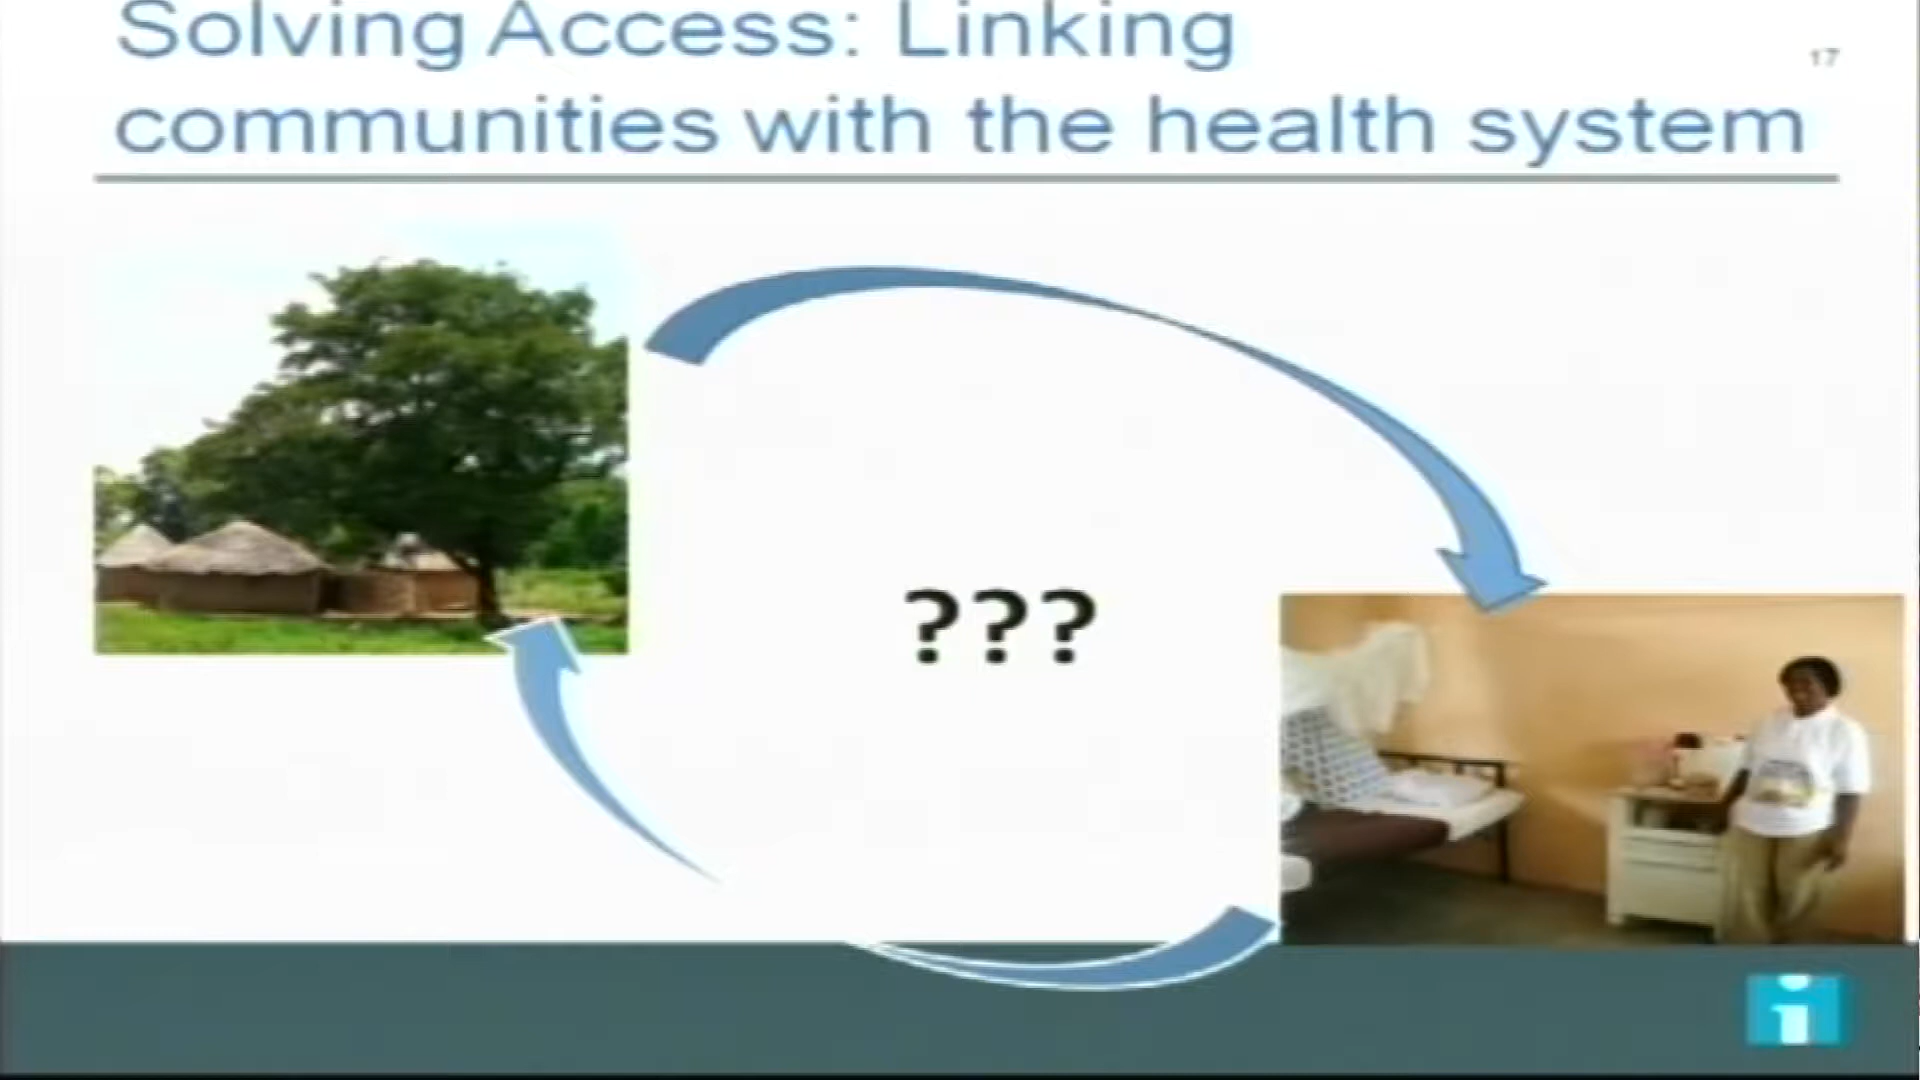 Solving Access: Linking
17
communities with the health system
???
i